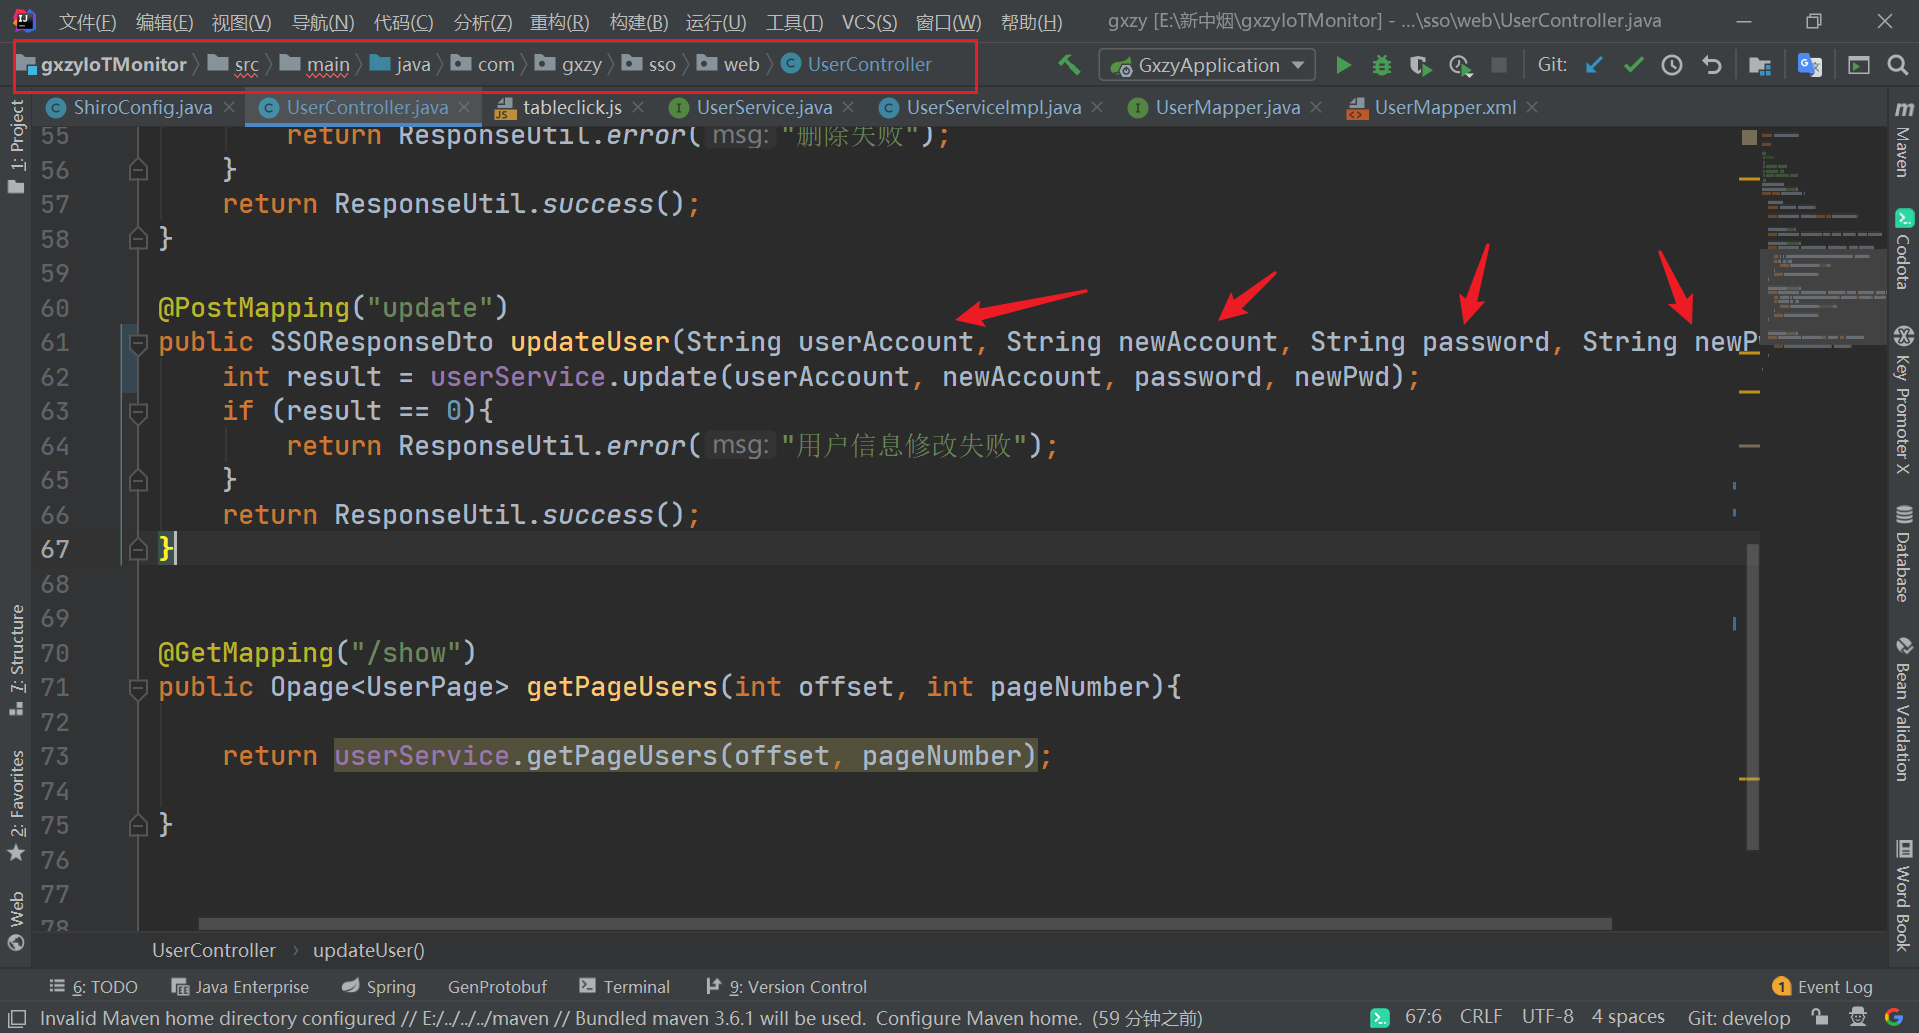 文件(F) 编辑(E) 视图(V) 导航(N) 代码(C) 分析(Z) 重构(R) 构建(B) 运行(U) 工具(T) VCS(S) 窗口(W) 帮助(H) gxzy [E:\新中烟\gxzyIoTMonitor] - ...\sso\web\UserController.java
gxzyIoTMonitor src main java com gxzy sso web UserController GxzyApplication Git:
ShiroConfig.java UserController.java tableclick.js UserService.java UserServiceImpl.java UserMapper.java UserMapper.xml
55 return ResponseUtil.error( msg: "删除失败");
56 }
57 return ResponseUtil.success();
58 }
59
60 @PostMapping("update")
61 public SSOResponseDto updateUser(String userAccount, String newAccount, String password, String newP
62 int result = userService.update(userAccount, newAccount, password, newPwd);
63 if (result == 0){
64 return ResponseUtil.error( msg: "用户信息修改失败");
65 }
66 return ResponseUtil.success();
67 }
68
69
70 @GetMapping("/show")
71 public Opage<UserPage> getPageUsers(int offset, int pageNumber){
72
73 return userService.getPageUsers(offset, pageNumber);
74
75 }
76
77
78
1: Project
7: Structure
2: Favorites
Web
Maven
Codota
Key Promoter X
Database
Bean Validation
Word Book
UserController updateUser()
6: TODO Java Enterprise Spring GenProtobuf Terminal 9: Version Control 1 Event Log
Invalid Maven home directory configured // E:/../../../maven // Bundled maven 3.6.1 will be used. Configure Maven home. (59 分钟之前) 67:6 CRLF UTF-8 4 spaces Git: develop